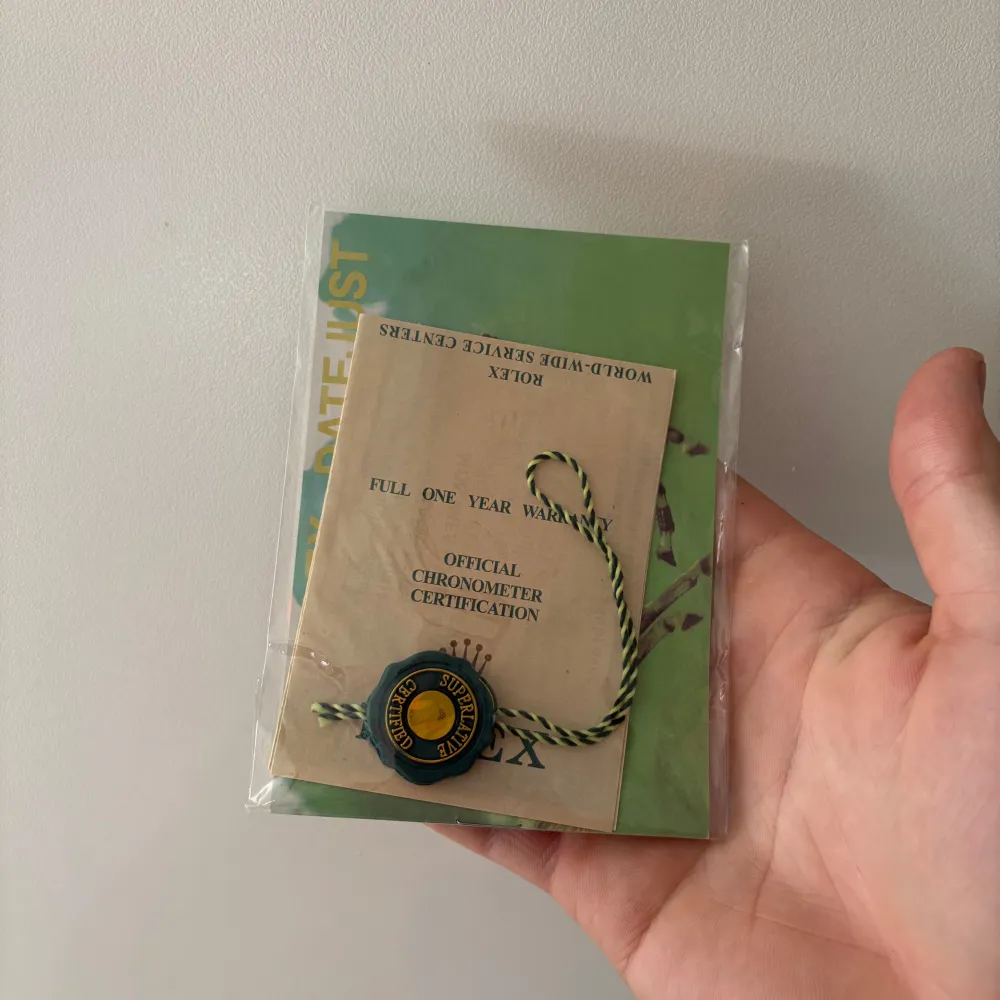 DATEJUST
WORLD-WIDE SERVICE CENTERS
ROLEX
FULL ONE YEAR WARRANTY
OFFICIAL
CHRONOMETER
CERTIFICATION
SUPERLATIVE
CERTIFIED